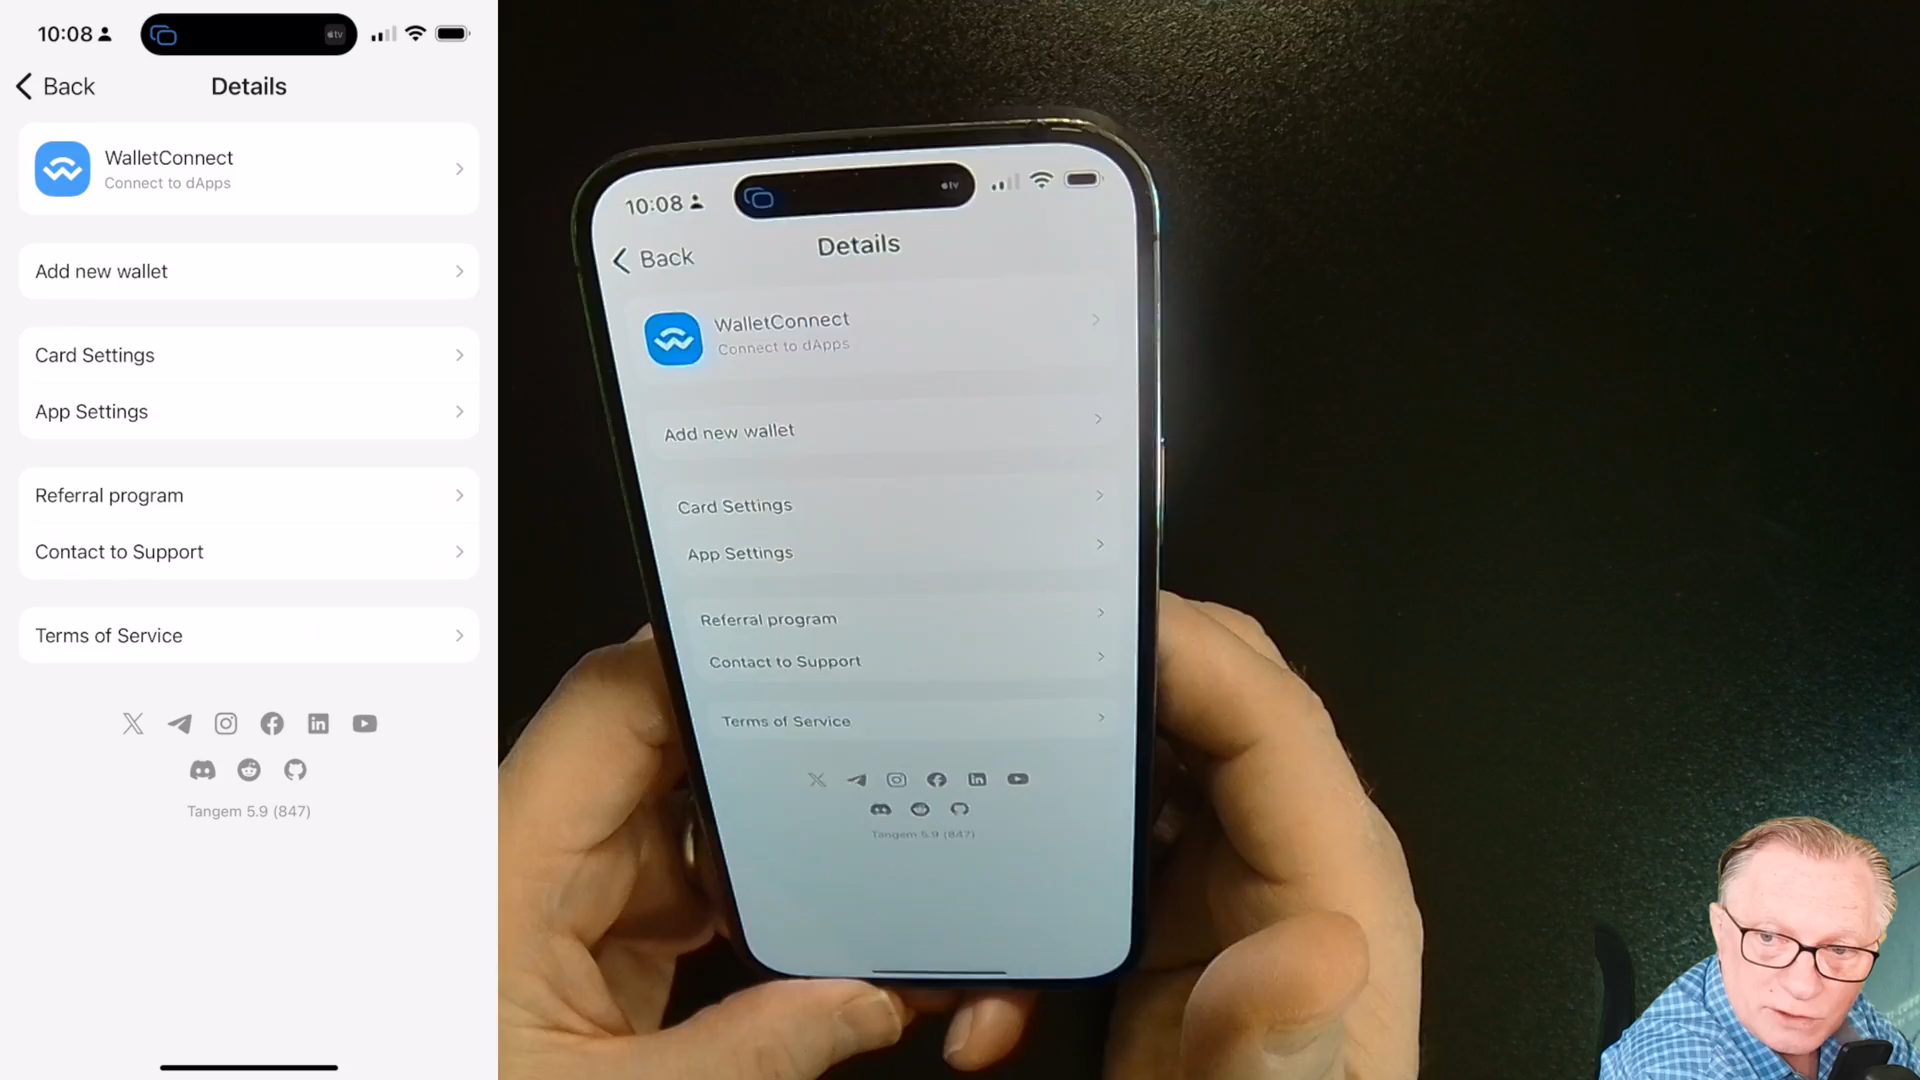 10:08
tv
Back
Details
WalletConnect
Connect to dApps
Add new wallet
Card Settings
App Settings
Referral program
Contact to Support
Terms of Service
Tangem 5.9 (847)
10:08
tv
Back
Details
WalletConnect
Connect to dApps
Add new wallet
Card Settings
App Settings
Referral program
Contact to Support
Terms of Service
Tangem 5.9 (847)